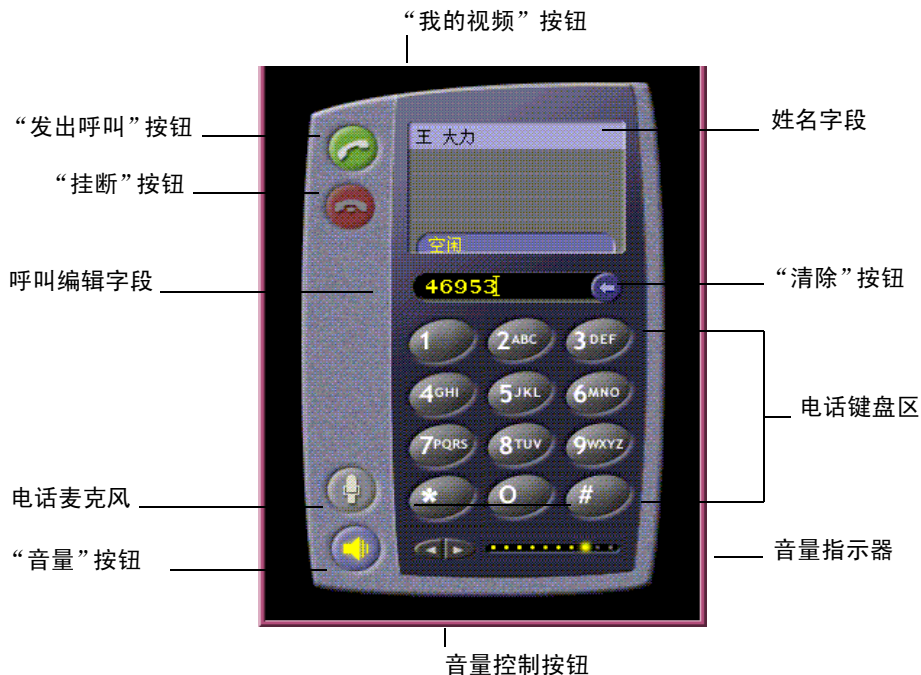 “我的视频”按钮
“发出呼叫”按钮
姓名字段
王 大力
“挂断”按钮
空闲
呼叫编辑字段
46953
“清除”按钮
1 2ABC 3DEF
4GHI 5JKL 6MNO
电话键盘区
7PQRS 8TUV 9WXYZ
电话麦克风
* 0 #
“音量”按钮
音量指示器
音量控制按钮